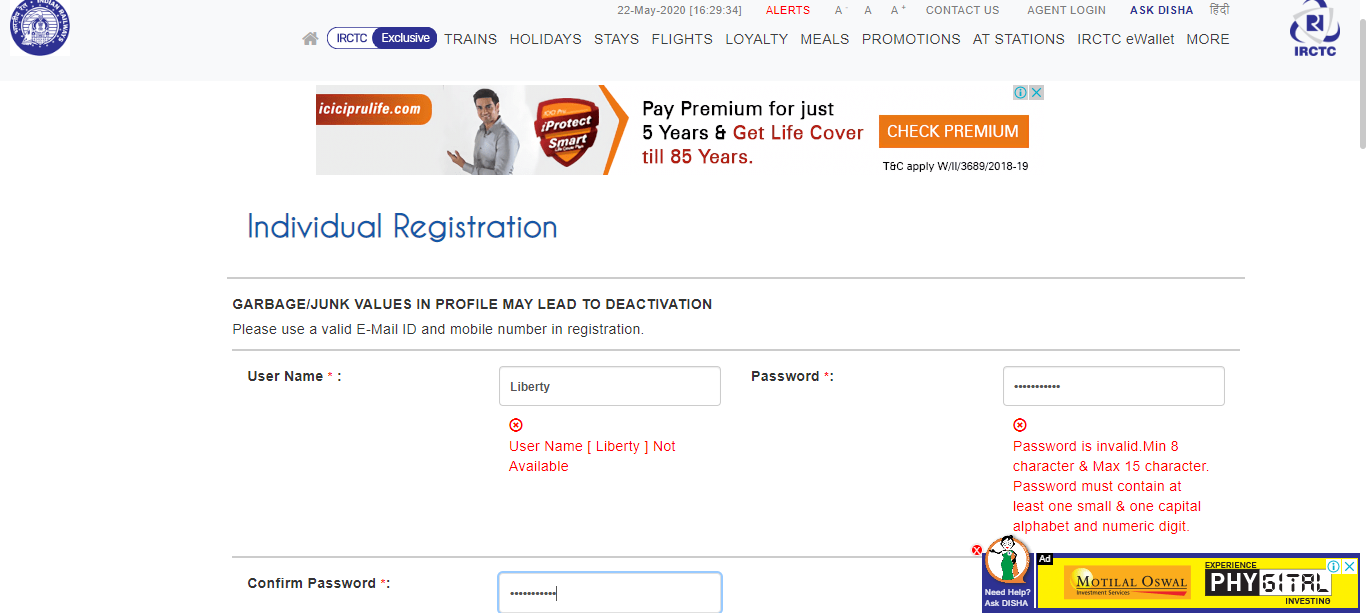 INDIAN RAILWAYS
22-May-2020 [16:29:34] ALERTS A- A A+ CONTACT US AGENT LOGIN ASK DISHA हिंदी
IRCTC Exclusive TRAINS HOLIDAYS STAYS FLIGHTS LOYALTY MEALS PROMOTIONS AT STATIONS IRCTC eWallet MORE
IRCTC
iciciprulife.com
iProtect
Smart
Pay Premium for just
5 Years & Get Life Cover
till 85 Years.
CHECK PREMIUM
T&C apply W/II/3689/2018-19
Individual Registration
GARBAGE/JUNK VALUES IN PROFILE MAY LEAD TO DEACTIVATION
Please use a valid E-Mail ID and mobile number in registration.
User Name * :
Liberty
User Name [ Liberty ] Not
Available
Password *:
•••••••••••
Password is invalid.Min 8
character & Max 15 character.
Password must contain at
least one small & one capital
alphabet and numeric digit.
Confirm Password *:
•••••••••••
Need Help?
Ask DISHA
Ad
MOTILAL OSWAL
Investment Services
EXPERIENCE
PHYGITAL
INVESTING